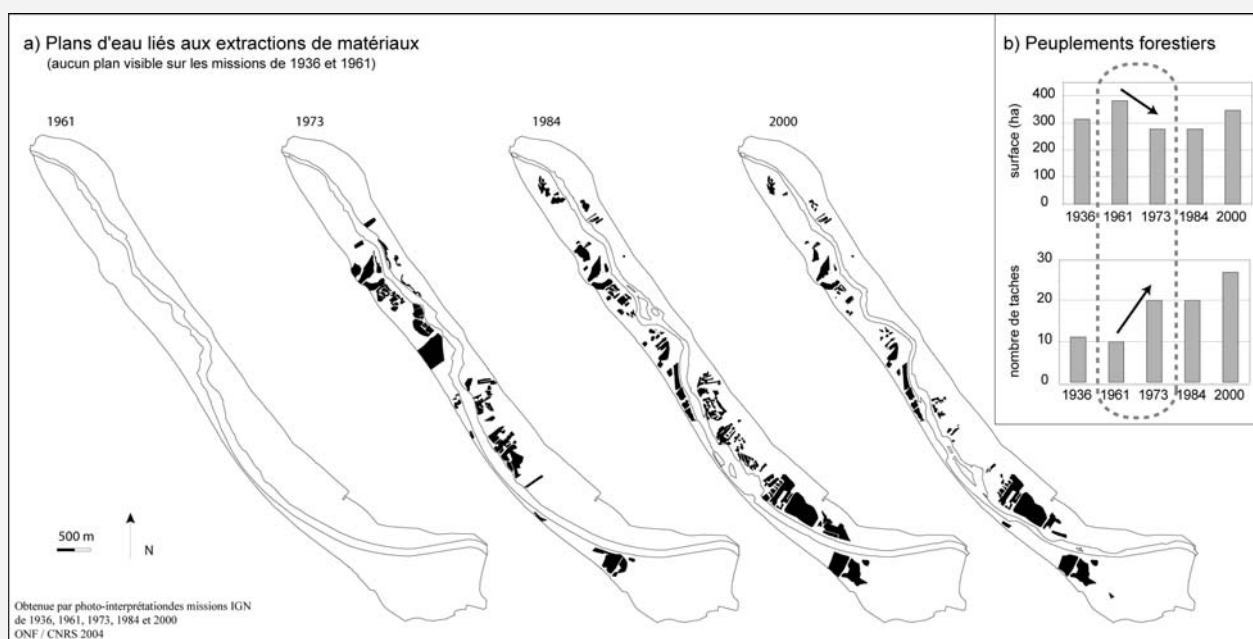 a) Plans d'eau liés aux extractions de matériaux
(aucun plan visible sur les missions de 1936 et 1961)
1961
1973
1984
2000
500 m
N
Obtenue par photo-interprétationdes missions IGN
de 1936, 1961, 1973, 1984 et 2000
ONF / CNRS 2004
b) Peuplements forestiers
surface (ha)
400
300
200
100
0
1936 1961 1973 1984 2000
nombre de taches
30
20
10
0
1936 1961 1973 1984 2000